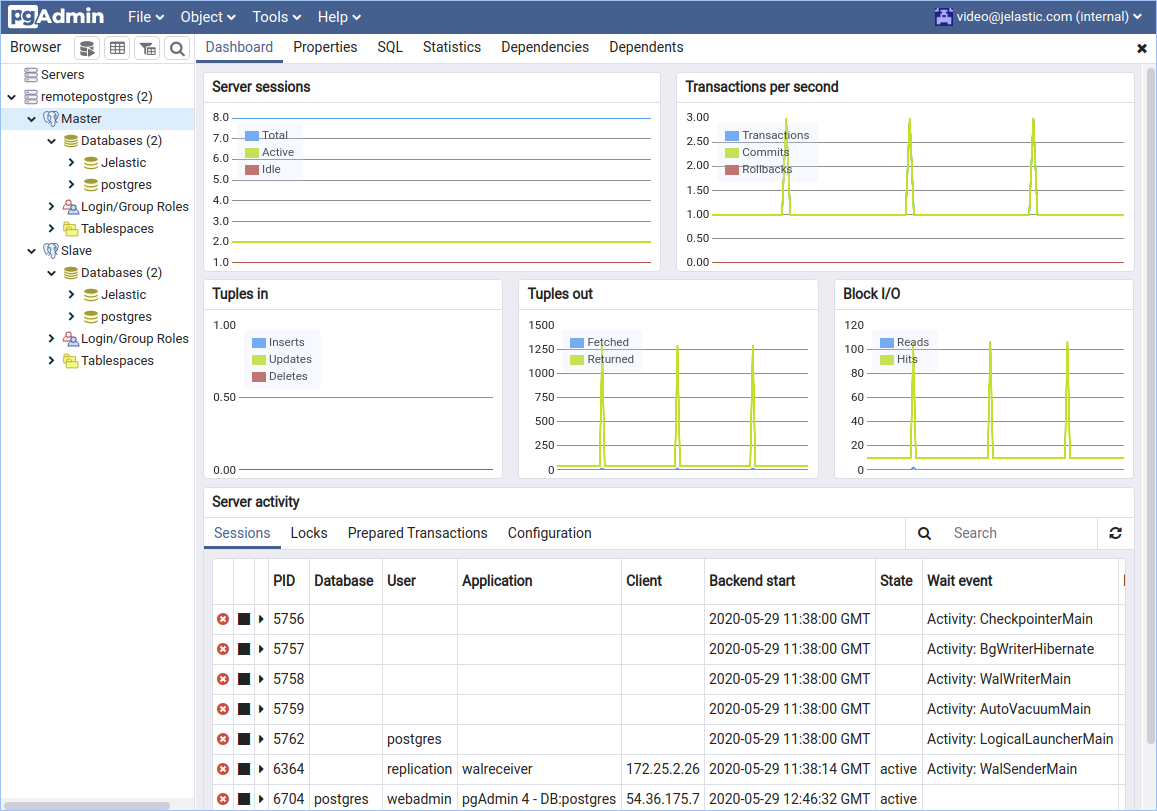 pgAdmin File Object Tools Help video@jelastic.com (internal)
Browser Dashboard Properties SQL Statistics Dependencies Dependents
Servers
remotepostgres (2)
Master
Databases (2)
Jelastic
postgres
Login/Group Roles
Tablespaces
Slave
Databases (2)
Jelastic
postgres
Login/Group Roles
Tablespaces
Server sessions
8.0
7.0
6.0
5.0
4.0
3.0
2.0
1.0
Total
Active
Idle
Transactions per second
3.00
2.50
2.00
1.50
1.00
0.50
0.00
Transactions
Commits
Rollbacks
Tuples in
1.00
0.50
0.00
Inserts
Updates
Deletes
Tuples out
1500
1250
1000
750
500
250
0
Fetched
Returned
Block I/O
120
100
80
60
40
20
0
Reads
Hits
Server activity
Sessions Locks Prepared Transactions Configuration Search
PID Database User Application Client Backend start State Wait event
5756 2020-05-29 11:38:00 GMT Activity: CheckpointerMain
5757 2020-05-29 11:38:00 GMT Activity: BgWriterHibernate
5758 2020-05-29 11:38:00 GMT Activity: WalWriterMain
5759 2020-05-29 11:38:00 GMT Activity: AutoVacuumMain
5762 postgres 2020-05-29 11:38:00 GMT Activity: LogicalLauncherMain
6364 replication walreceiver 172.25.2.26 2020-05-29 11:38:14 GMT active Activity: WalSenderMain
6704 postgres webadmin pgAdmin 4 - DB:postgres 54.36.175.7 2020-05-29 12:46:32 GMT active